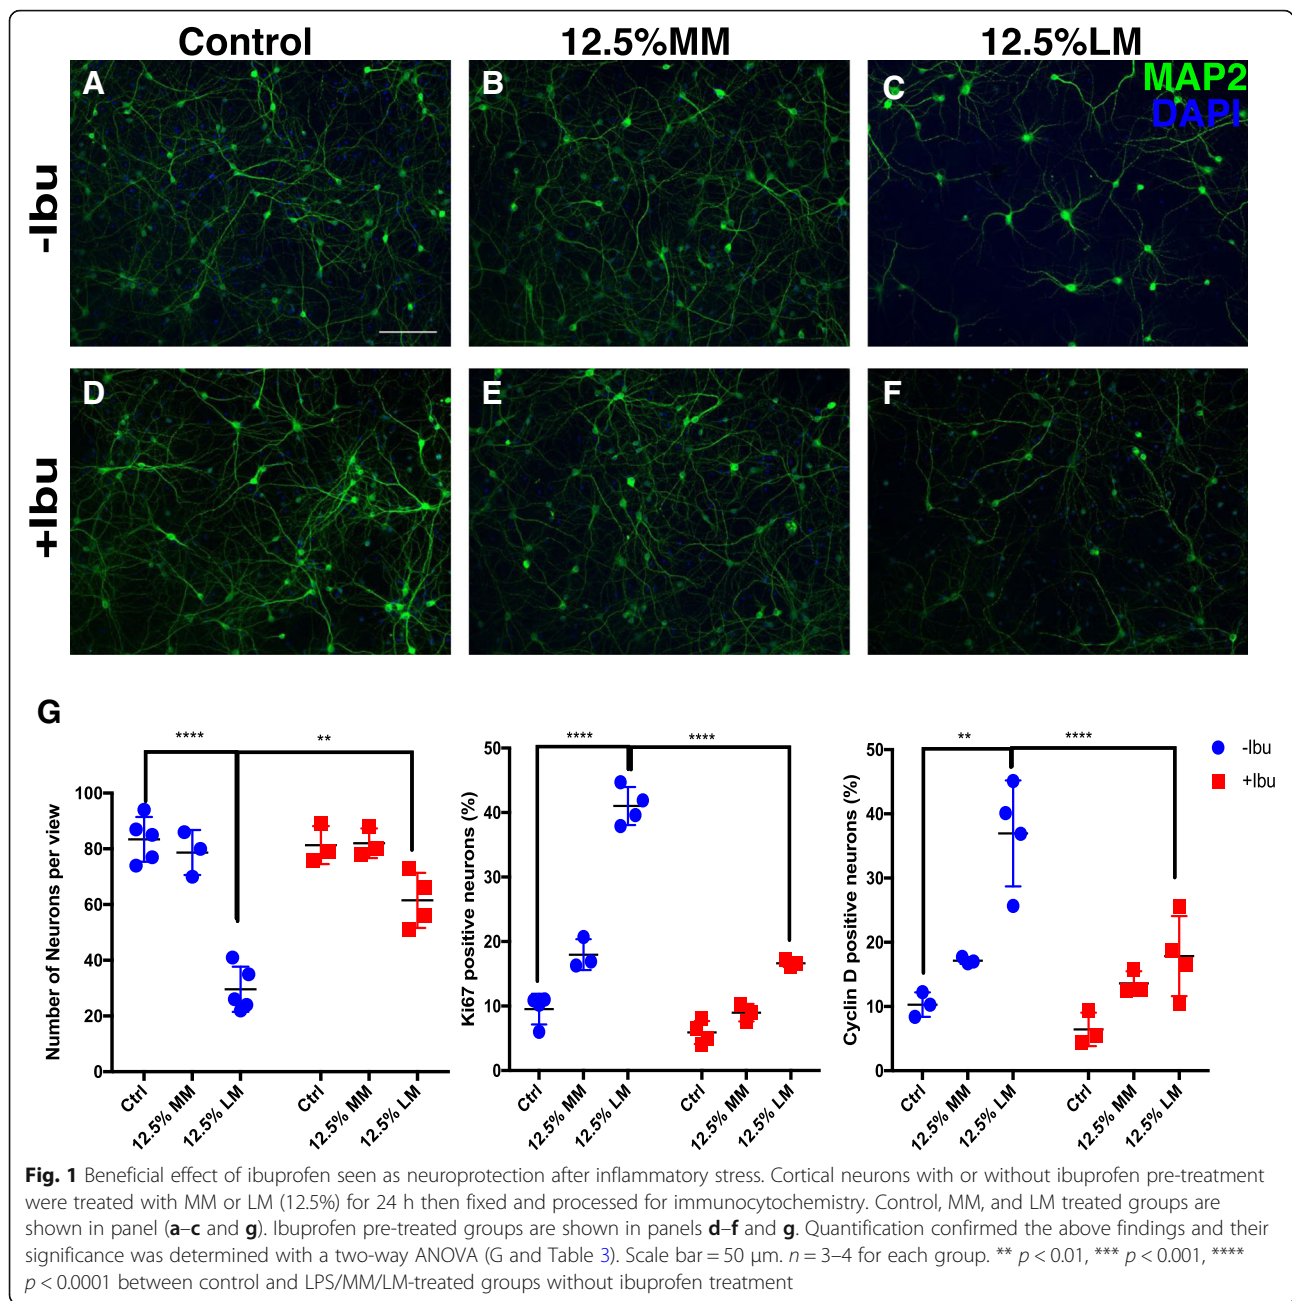 Control 12.5%MM 12.5%LM
-Ibu
A B C MAP2
DAPI
+Ibu
D E F
G
**** ** **** **** ** ****
-Ibu
+Ibu
Number of Neurons per view
100
80
60
40
20
0
Ctrl 12.5% MM 12.5% LM Ctrl 12.5% MM 12.5% LM
Ki67 positive neurons (%)
50
40
30
20
10
0
Ctrl 12.5% MM 12.5% LM Ctrl 12.5% MM 12.5% LM
Cyclin D positive neurons (%)
50
40
30
20
10
0
Ctrl 12.5% MM 12.5% LM Ctrl 12.5% MM 12.5% LM
Fig. 1 Beneficial effect of ibuprofen seen as neuroprotection after inflammatory stress. Cortical neurons with or without ibuprofen pre-treatment
were treated with MM or LM (12.5%) for 24 h then fixed and processed for immunocytochemistry. Control, MM, and LM treated groups are
shown in panel (a–c and g). Ibuprofen pre-treated groups are shown in panels d–f and g. Quantification confirmed the above findings and their
significance was determined with a two-way ANOVA (G and Table 3). Scale bar = 50 μm. n = 3–4 for each group. ** p < 0.01, *** p < 0.001, ****
p < 0.0001 between control and LPS/MM/LM-treated groups without ibuprofen treatment